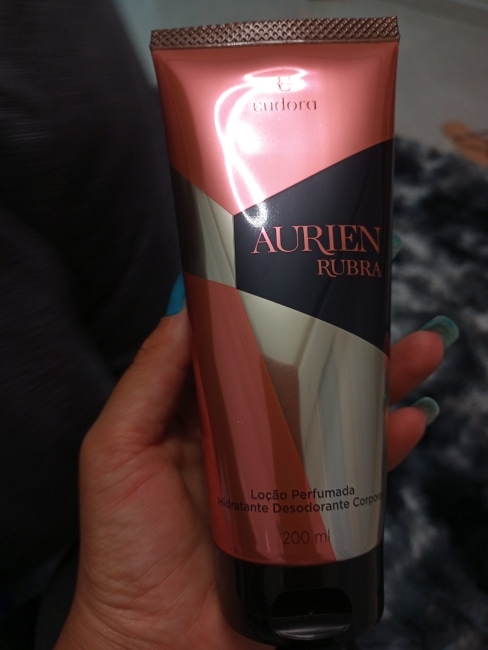 eudora
AURIEN
RUBRA
Loção Perfumada
Hidratante Desodorante Corporal
200 ml